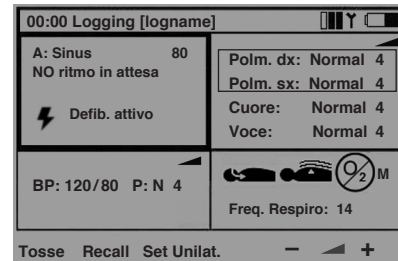 00:00 Logging [logname]
A: Sinus 80
NO ritmo in attesa
Defib. attivo
Polm. dx: Normal 4
Polm. sx: Normal 4
Cuore: Normal 4
Voce: Normal 4
BP: 120/80 P: N 4
O2 M
Freq. Respiro: 14
Tosse Recall Set Unilat. − +